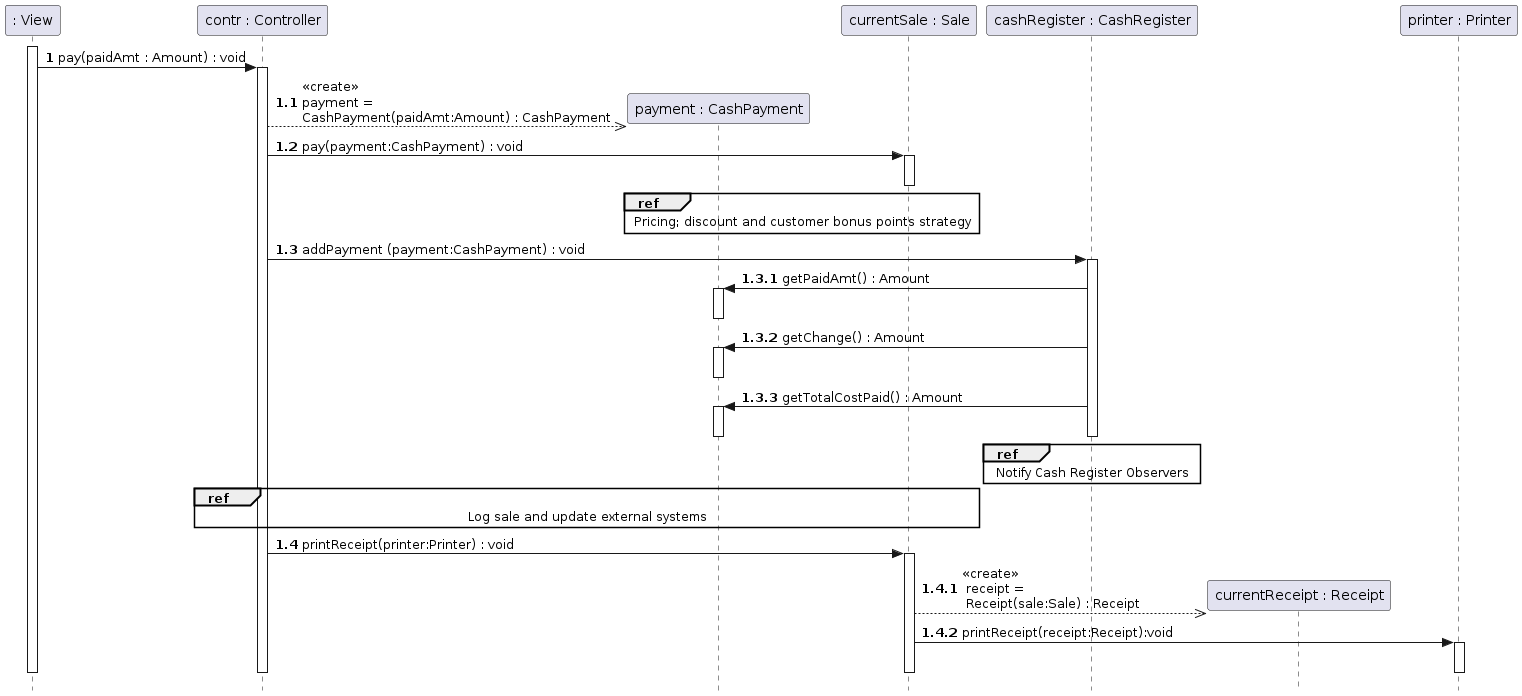 : View
contr : Controller
currentSale : Sale
cashRegister : CashRegister
printer : Printer
1 pay(paidAmt : Amount) : void
«create»
1.1 payment =
CashPayment(paidAmt:Amount) : CashPayment
payment : CashPayment
1.2 pay(payment:CashPayment) : void
ref
Pricing; discount and customer bonus points strategy
1.3 addPayment (payment:CashPayment) : void
1.3.1 getPaidAmt() : Amount
1.3.2 getChange() : Amount
1.3.3 getTotalCostPaid() : Amount
ref
Notify Cash Register Observers
ref
Log sale and update external systems
1.4 printReceipt(printer:Printer) : void
«create»
1.4.1 receipt =
Receipt(sale:Sale) : Receipt
currentReceipt : Receipt
1.4.2 printReceipt(receipt:Receipt):void